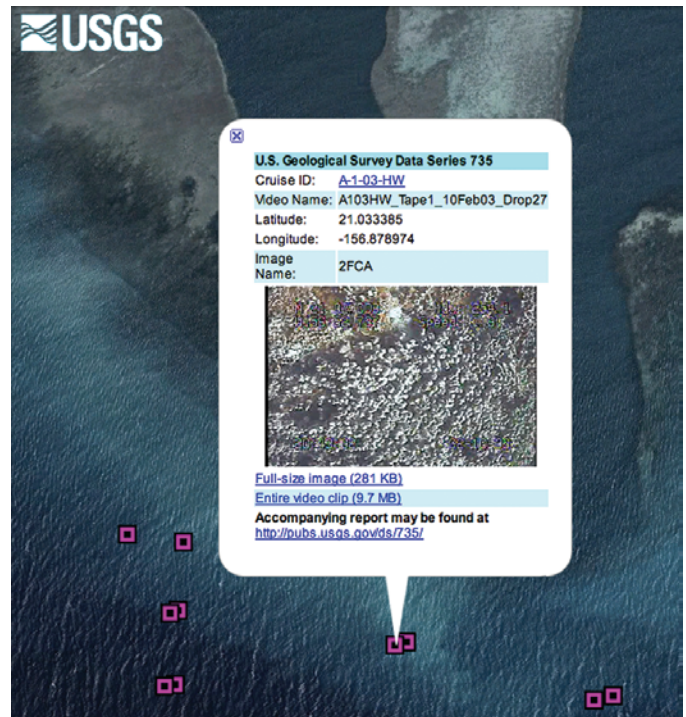 USGS
U.S. Geological Survey Data Series 735
Cruise ID: A-1-03-HW
Video Name: A103HW_Tape1_10Feb03_Drop27
Latitude: 21.033385
Longitude: -156.878974
Image Name: 2FCA
Full-size image (281 KB)
Entire video clip (9.7 MB)
Accompanying report may be found at
http://pubs.usgs.gov/ds/735/